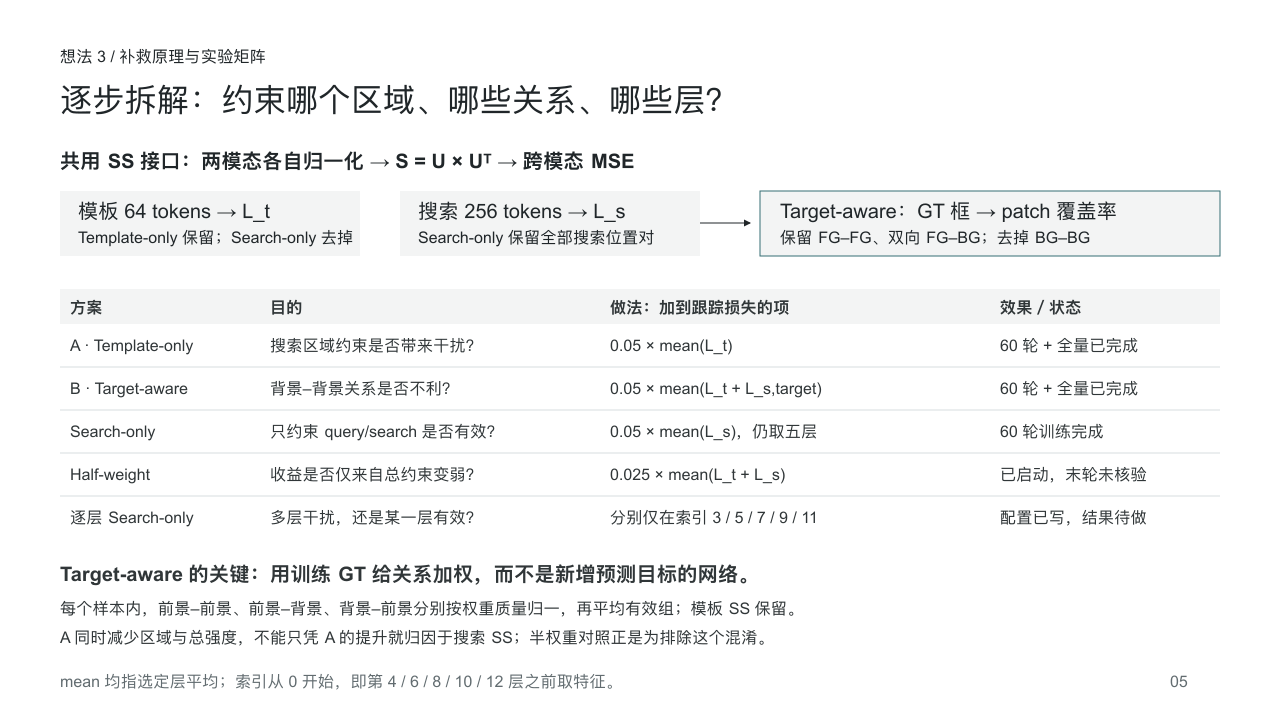 想法 3 / 补救原理与实验矩阵
逐步拆解：约束哪个区域、哪些关系、哪些层?
共用 SS 接口：两模态各自归一化 → S = U × Uᵀ → 跨模态 MSE
模板 64 tokens → L_t
Template-only 保留；Search-only 去掉
搜索 256 tokens → L_s
Search-only 保留全部搜索位置对
Target-aware：GT 框 → patch 覆盖率
保留 FG–FG、双向 FG–BG；去掉 BG–BG
方案 目的 做法：加到跟踪损失的项 效果 / 状态
A · Template-only 搜索区域约束是否带来干扰? 0.05 × mean(L_t) 60 轮 + 全量已完成
B · Target-aware 背景–背景关系是否不利? 0.05 × mean(L_t + L_s,target) 60 轮 + 全量已完成
Search-only 只约束 query/search 是否有效? 0.05 × mean(L_s)，仍取五层 60 轮训练完成
Half-weight 收益是否仅来自总约束变弱? 0.025 × mean(L_t + L_s) 已启动，末轮未核验
逐层 Search-only 多层干扰，还是某一层有效? 分别仅在索引 3 / 5 / 7 / 9 / 11 配置已写，结果待做
Target-aware 的关键：用训练 GT 给关系加权，而不是新增预测目标的网络。
每个样本内，前景–前景、前景–背景、背景–前景分别按权重质量归一，再平均有效组；模板 SS 保留。
A 同时减少区域与总强度，不能只凭 A 的提升就归因于搜索 SS；半权重对照正是为排除这个混淆。
mean 均指选定层平均；索引从 0 开始，即第 4 / 6 / 8 / 10 / 12 层之前取特征。
05